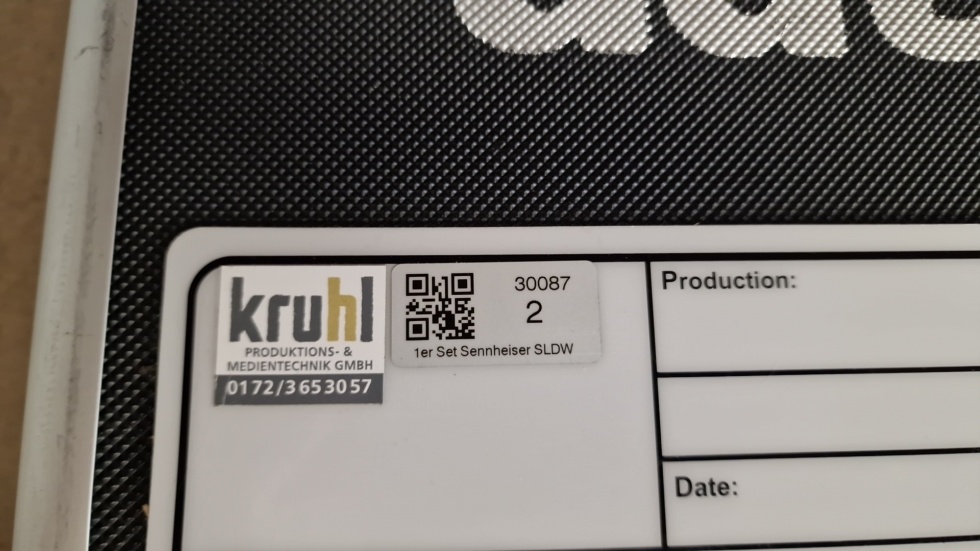 kruhl
PRODUKTIONS- &
MEDIENTECHNIK GMBH
0172/3653057
30087
2
1er Set Sennheiser SLDW
Production:
Date: